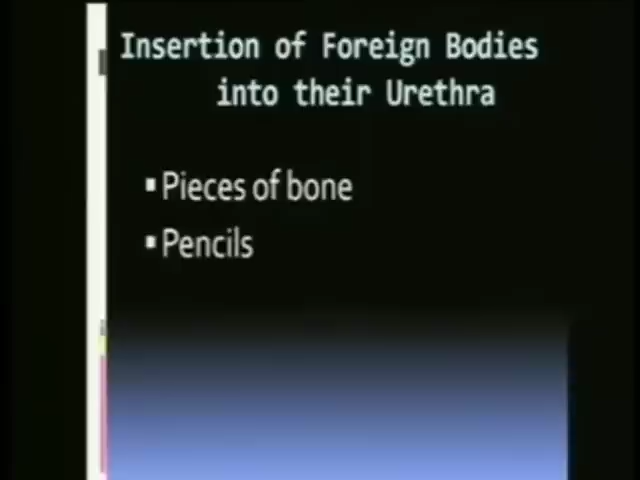 Insertion of Foreign Bodies
into their Urethra
▪Pieces of bone
▪Pencils